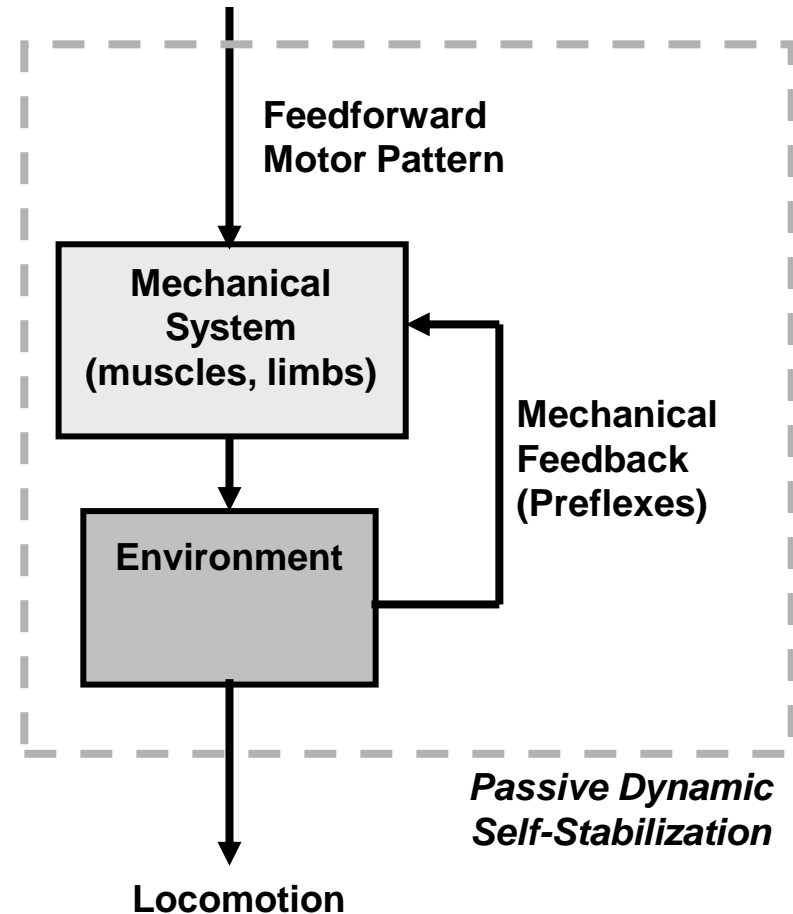 Feedforward
Motor Pattern
Mechanical
System
(muscles, limbs)
Mechanical
Feedback
(Preflexes)
Environment
Passive Dynamic
Self-Stabilization
Locomotion